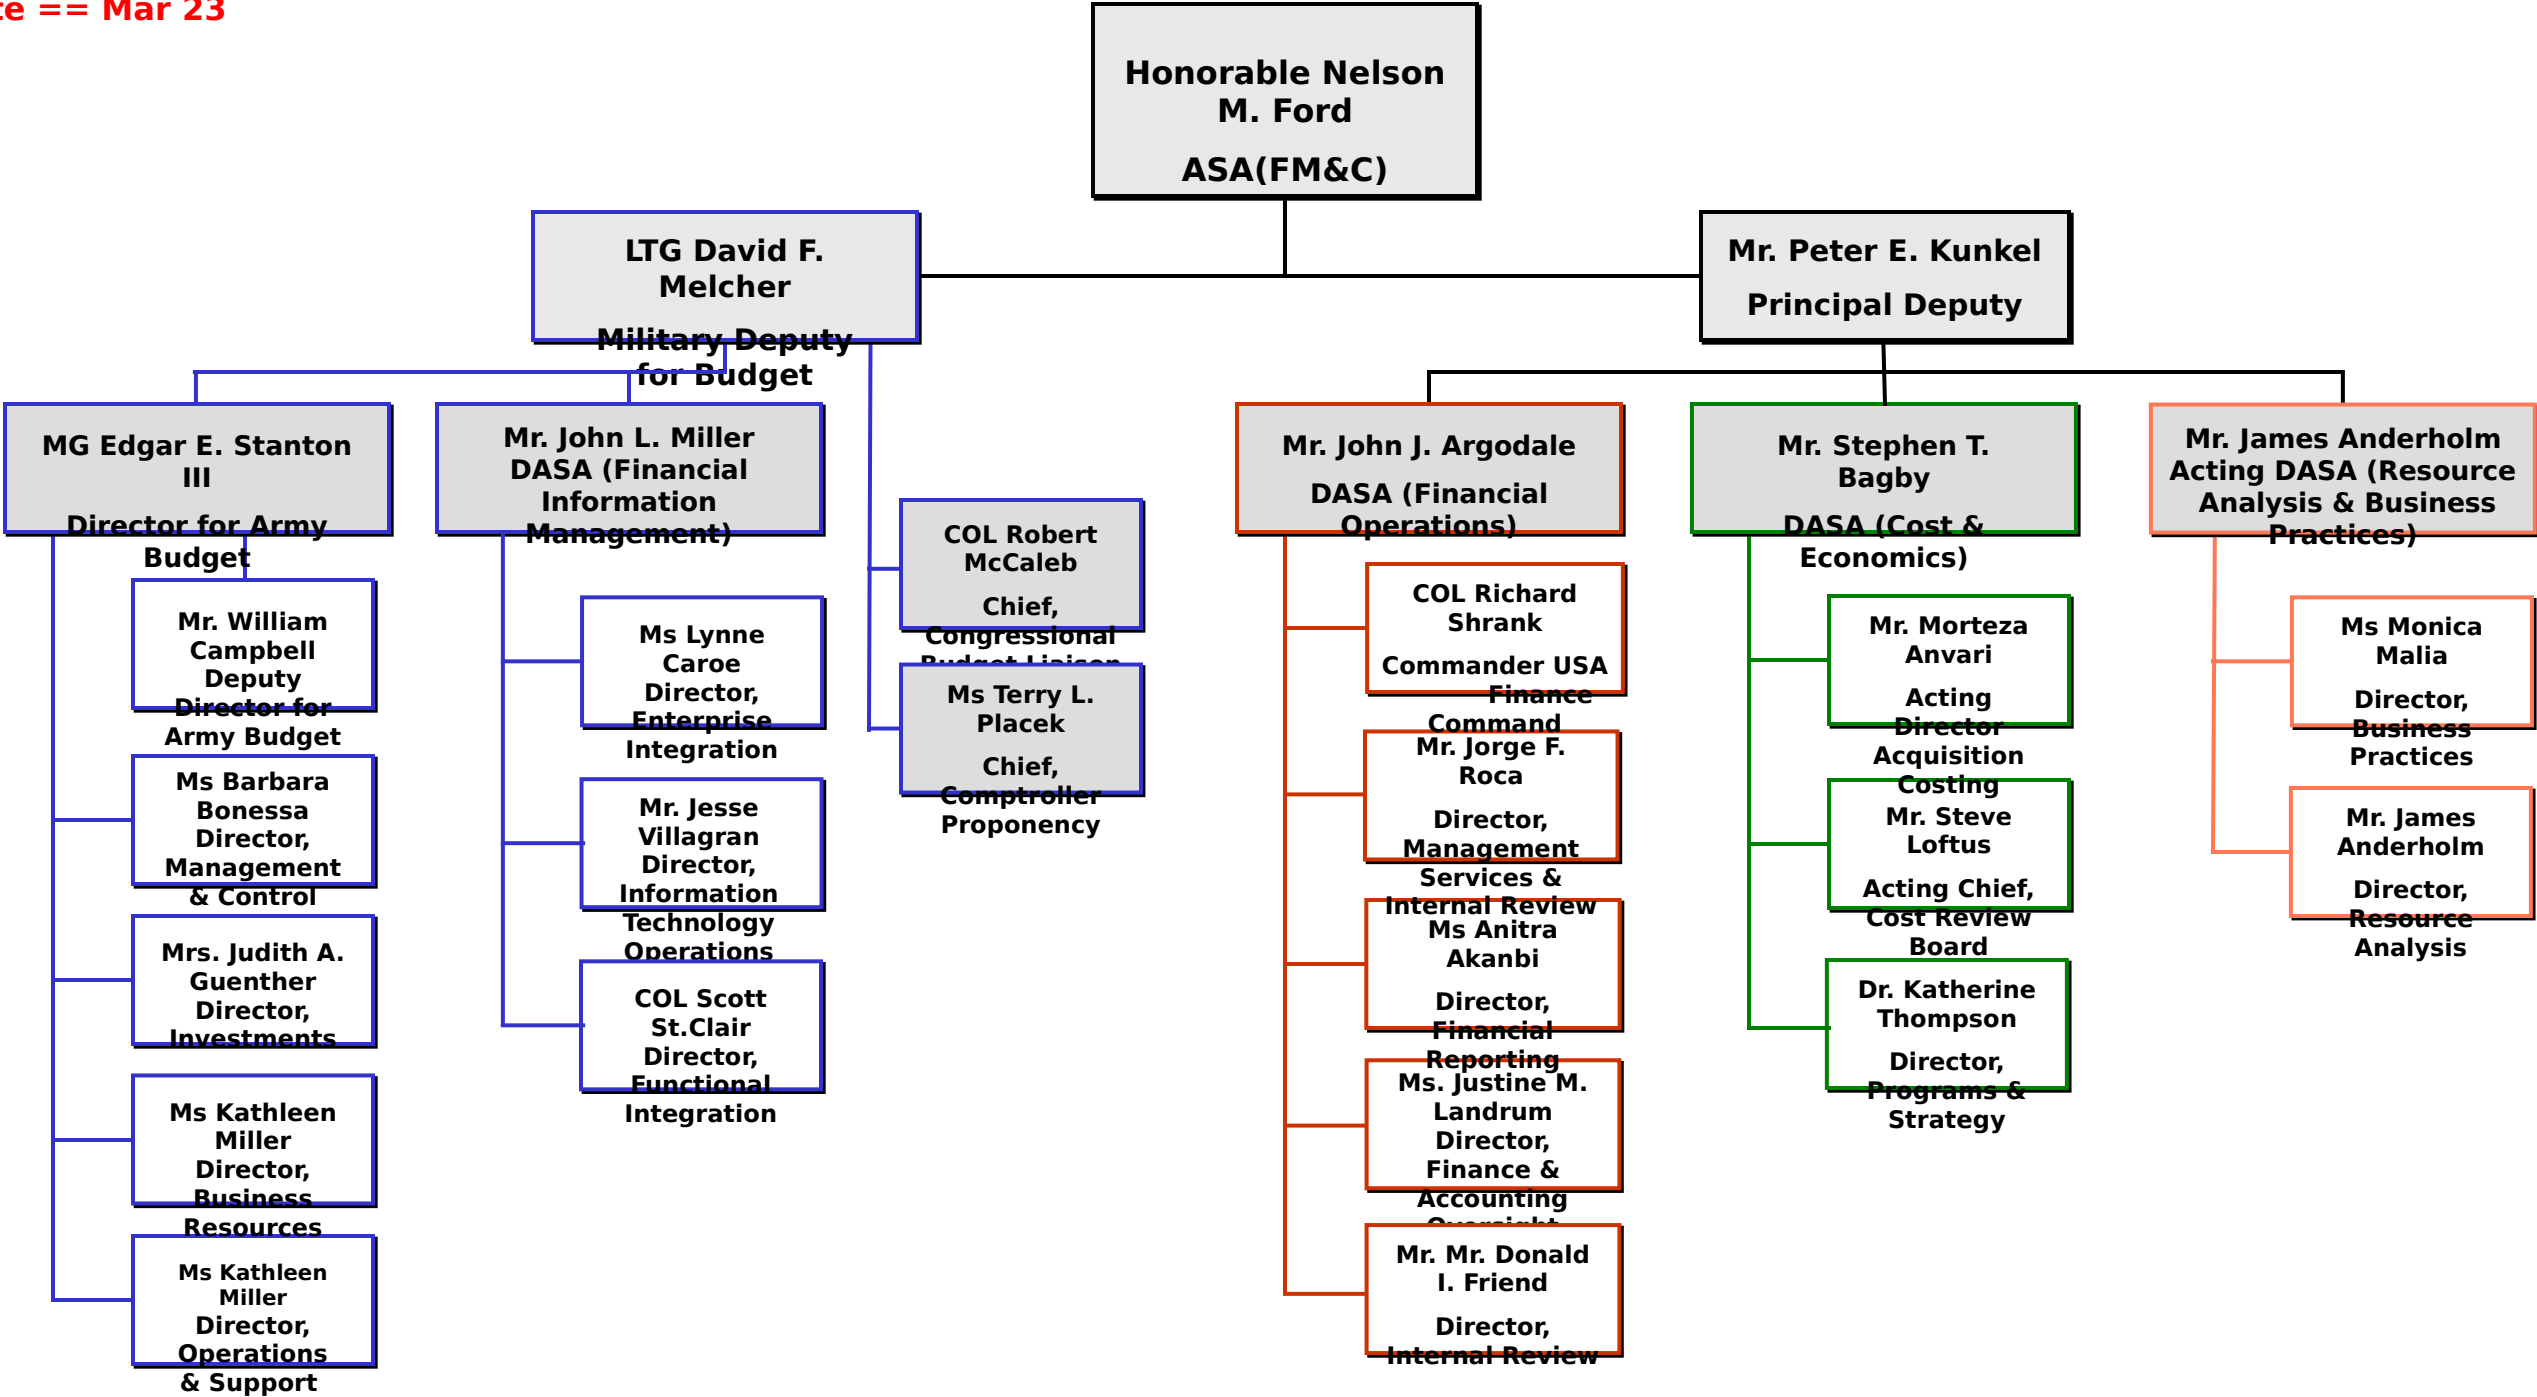 te == Mar 23
Honorable Nelson
M. Ford
ASA(FM&C)
LTG David F.
Melcher
Military Deputy
for Budget
Mr. Peter E. Kunkel
Principal Deputy
MG Edgar E. Stanton
III
Director for Army
Budget
Mr. William
Campbell
Deputy
Director for
Army Budget
Ms Barbara
Bonessa
Director,
Management
& Control
Mrs. Judith A.
Guenther
Director,
Investments
Ms Kathleen
Miller
Director,
Business
Resources
Ms Kathleen
Miller
Director,
Operations
& Support
Mr. John L. Miller
DASA (Financial
Information
Management)
Ms Lynne
Caroe
Director,
Enterprise
Integration
Mr. Jesse
Villagran
Director,
Information
Technology
Operations
COL Scott
St.Clair
Director,
Functional
Integration
COL Robert
McCaleb
Chief,
Congressional
Budget Liaison
Ms Terry L.
Placek
Chief,
Comptroller
Proponency
Mr. John J. Argodale
DASA (Financial
Operations)
COL Richard
Shrank
Commander USA
Finance
Command
Mr. Jorge F.
Roca
Director,
Management
Services &
Internal Review
Ms Anitra
Akanbi
Director,
Financial
Reporting
Ms. Justine M.
Landrum
Director,
Finance &
Accounting
Oversight
Mr. Mr. Donald
I. Friend
Director,
Internal Review
Mr. Stephen T.
Bagby
DASA (Cost &
Economics)
Mr. Morteza
Anvari
Acting
Director
Acquisition
Costing
Mr. Steve
Loftus
Acting Chief,
Cost Review
Board
Dr. Katherine
Thompson
Director,
Programs &
Strategy
Mr. James Anderholm
Acting DASA (Resource
Analysis & Business
Practices)
Ms Monica
Malia
Director,
Business
Practices
Mr. James
Anderholm
Director,
Resource
Analysis